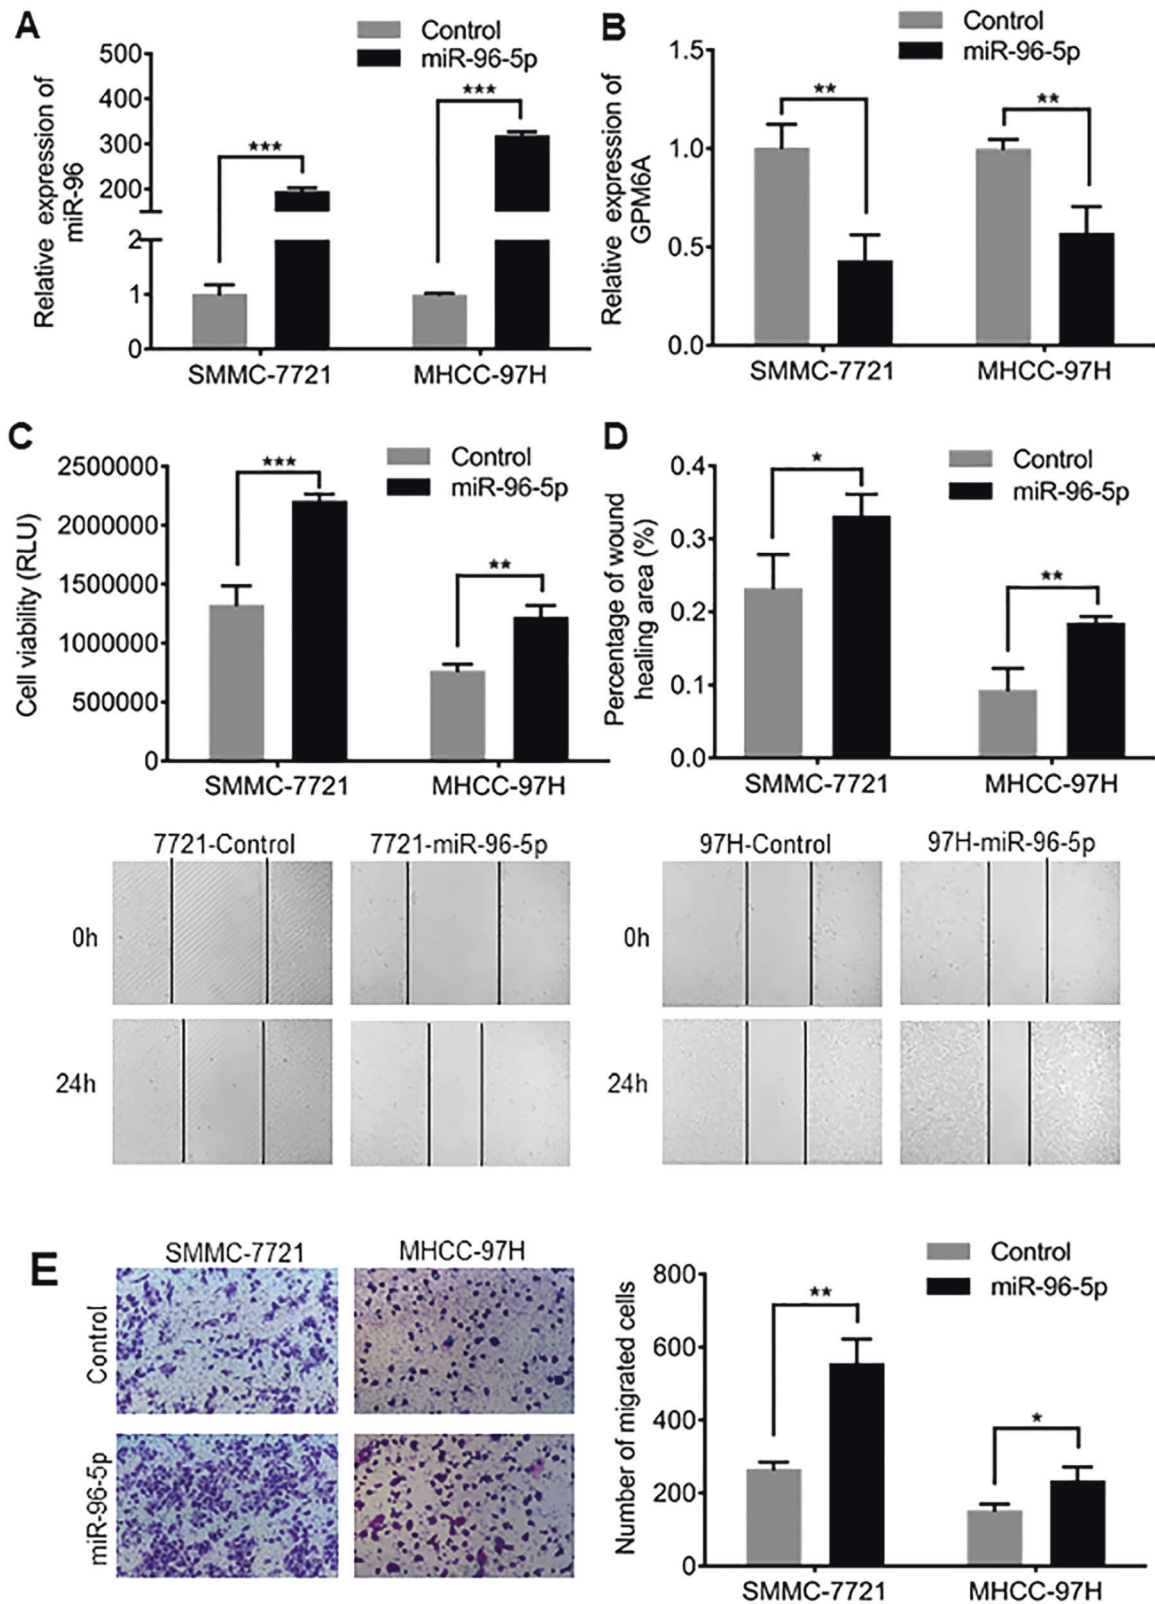 A
Control
miR-96-5p
Relative expression of
miR-96
500
400
300
200
2
1
0
***
***
SMMC-7721
MHCC-97H
B
Control
miR-96-5p
Relative expression of
GPM6A
1.5
1.0
0.5
0.0
**
**
SMMC-7721
MHCC-97H
C
Control
miR-96-5p
Cell viability (RLU)
2500000
2000000
1500000
1000000
500000
0
***
**
SMMC-7721
MHCC-97H
D
Control
miR-96-5p
Percentage of wound
healing area (%)
0.4
0.3
0.2
0.1
0.0
*
**
SMMC-7721
MHCC-97H
7721-Control
7721-miR-96-5p
97H-Control
97H-miR-96-5p
0h
0h
24h
24h
E
SMMC-7721
MHCC-97H
Control
miR-96-5p
Control
miR-96-5p
Number of migrated cells
800
600
400
200
0
**
*
SMMC-7721
MHCC-97H